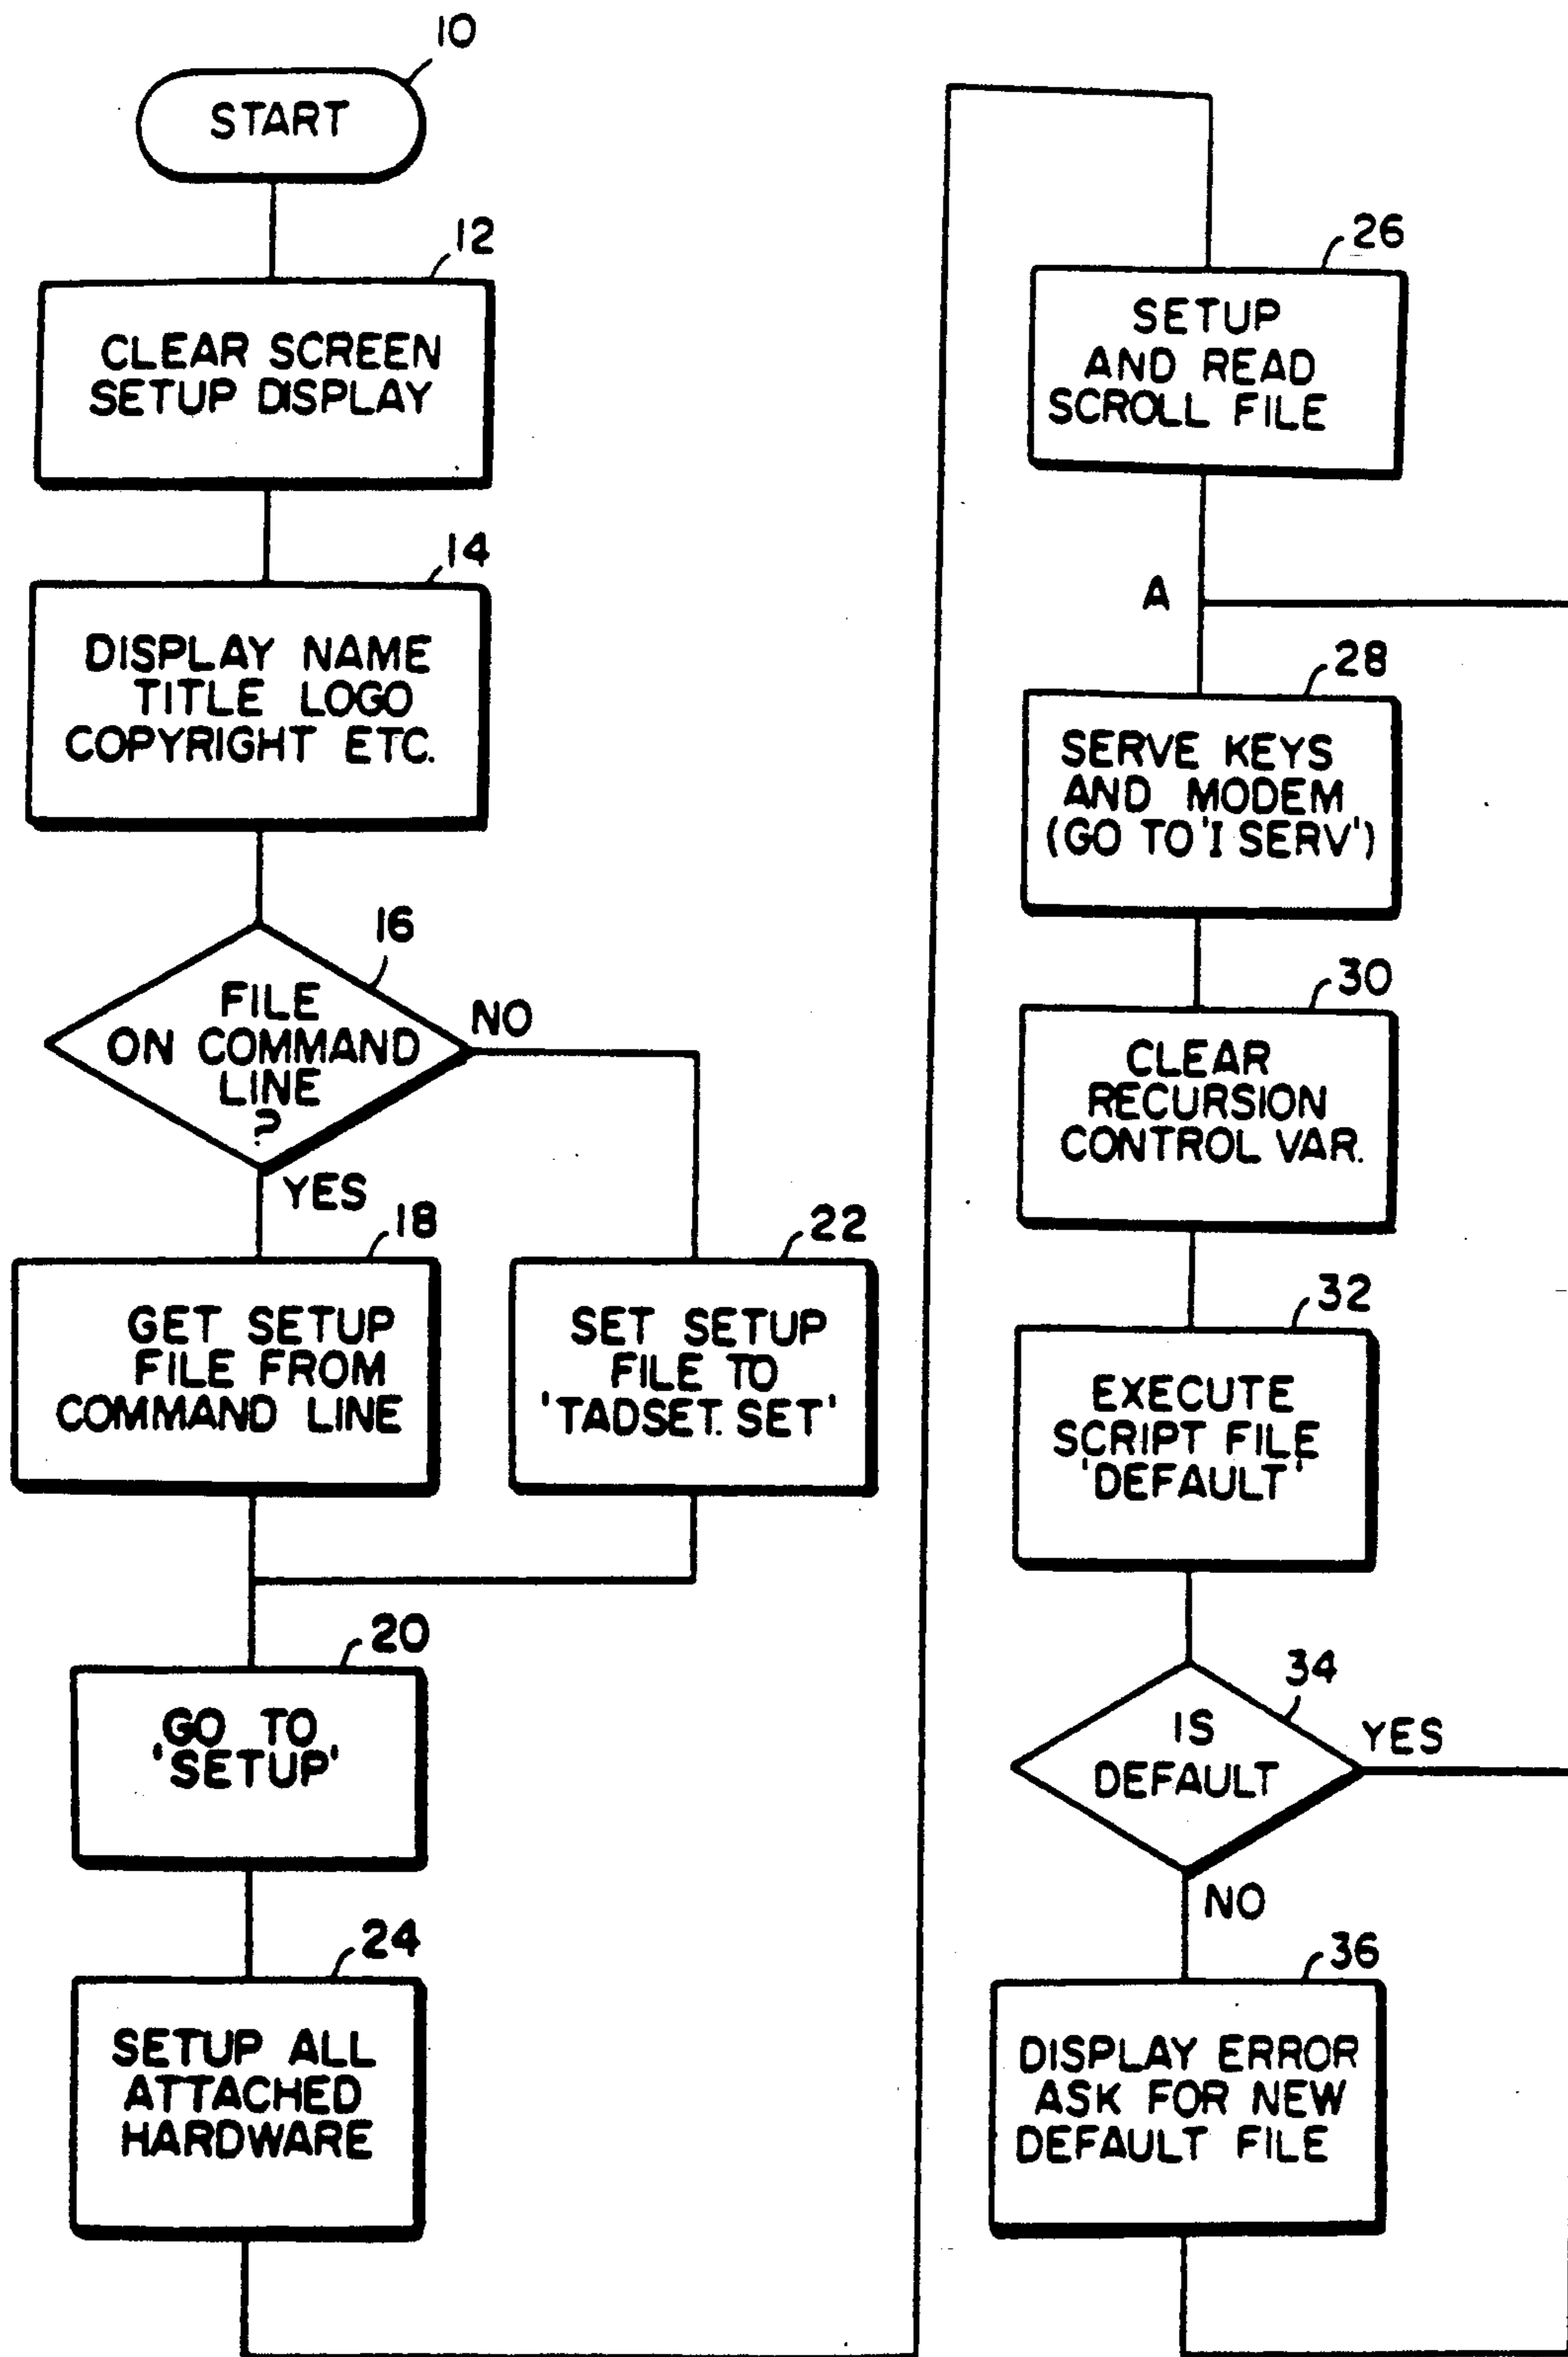 10
START
12
CLEAR SCREEN
SETUP DISPLAY
14
DISPLAY NAME
TITLE LOGO
COPYRIGHT ETC.
16
FILE
ON COMMAND
LINE
?
NO
YES
18
GET SETUP
FILE FROM
COMMAND LINE
22
SET SETUP
FILE TO
'TADSET.SET'
20
GO TO
'SETUP'
24
SETUP ALL
ATTACHED
HARDWARE
26
SETUP
AND READ
SCROLL FILE
A
28
SERVE KEYS
AND MODEM
(GO TO 'I SERV')
30
CLEAR
RECURSION
CONTROL VAR.
32
EXECUTE
SCRIPT FILE
'DEFAULT'
34
IS
DEFAULT
YES
NO
36
DISPLAY ERROR
ASK FOR NEW
DEFAULT FILE